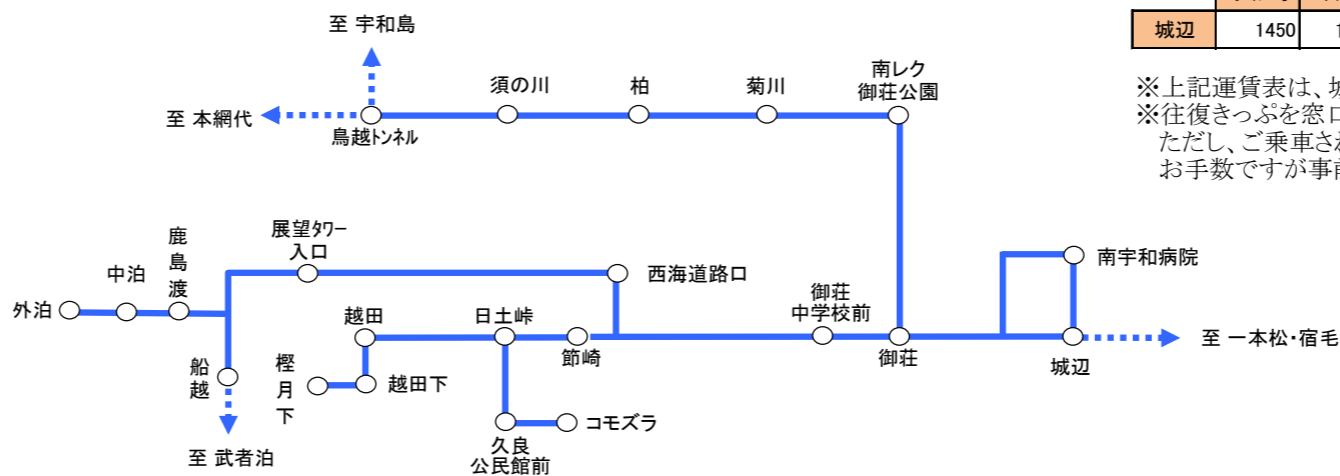 至 宇和島
城辺
1450
須の川
柏
菊川
南レク
御荘公園
至 本網代
鳥越トンネル
※上記運賃表は、城
※往復きっぷを窓口
ただし、ご乗車され
お手数ですが事前
展望タワー
入口
鹿島渡
中泊
外泊
西海道路口
南宇和病院
御荘
中学校前
越田
日土峠
節崎
御荘
城辺
至 一本松・宿毛
船越
樫月下
越田下
コモズラ
久良
公民館前
至 武者泊